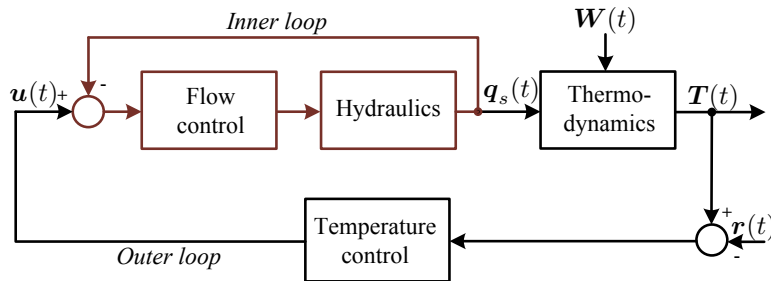 Inner loop
W(t)
u(t)
+
-
Flow
control
Hydraulics
q_s(t)
Thermo-
dynamics
T(t)
Temperature
control
+
r(t)
-
Outer loop